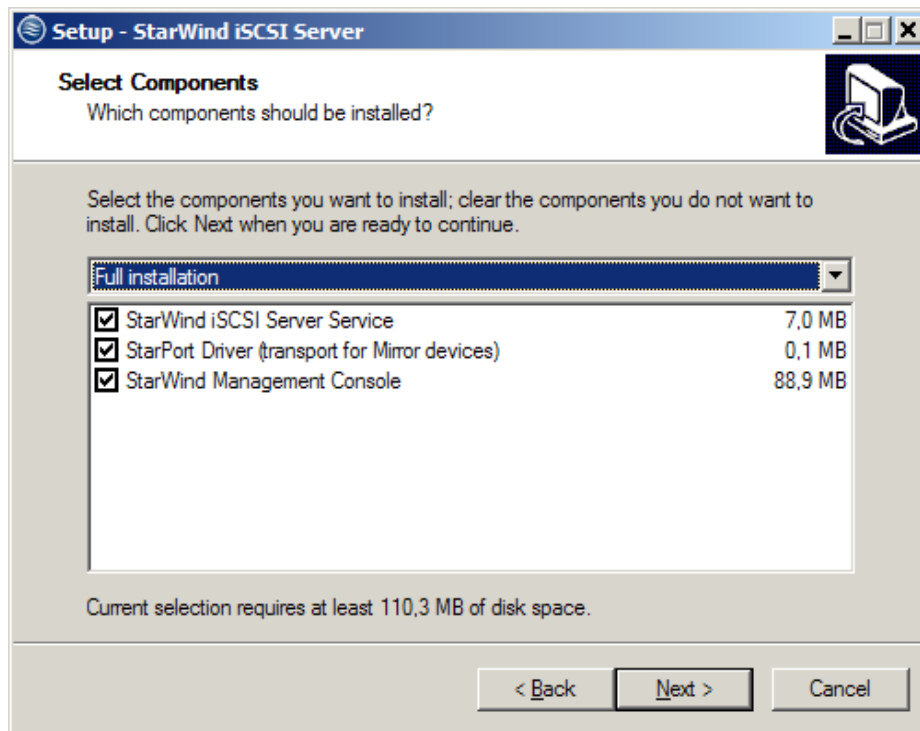 Setup - StarWind iSCSI Server
Select Components
Which components should be installed?
Select the components you want to install; clear the components you do not want to
install. Click Next when you are ready to continue.
Full installation
StarWind iSCSI Server Service 7,0 MB
StarPort Driver (transport for Mirror devices) 0,1 MB
StarWind Management Console 88,9 MB
Current selection requires at least 110,3 MB of disk space.
< Back Next > Cancel